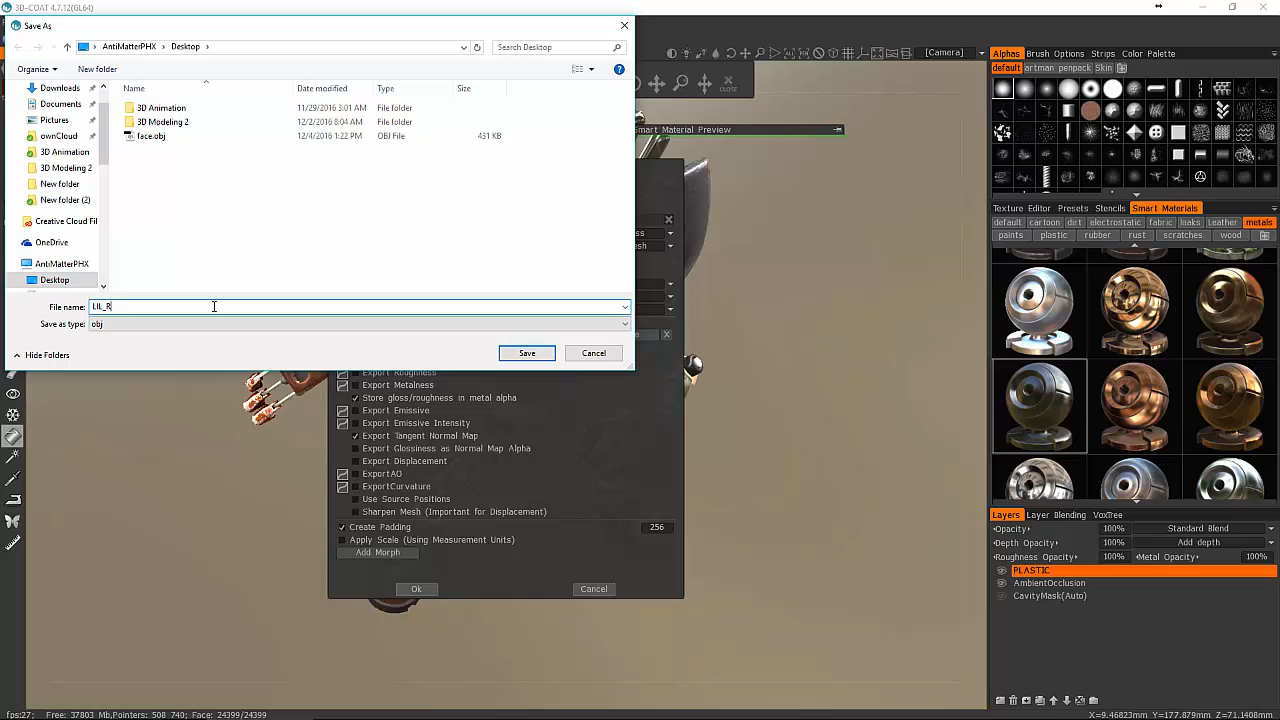 3D-COAT 4.7.12(GL64)
Save As
AntiMatterPHX > Desktop >
Search Desktop
Organize
New folder
Name
Date modified
Type
Size
Downloads
Documents
Pictures
ownCloud
3D Animation
3D Modeling 2
New folder
New folder (2)
Creative Cloud Fil
OneDrive
AntiMatterPHX
Desktop
3D Animation 11/29/2016 3:01 AM File folder
3D Modeling 2 12/2/2016 8:04 AM File folder
face.obj 12/4/2016 1:22 PM OBJ File 431 KB
File name: LIL_R
Save as type: obj
Hide Folders
Save
Cancel
[Camera]
CLOSE
Smart Material Preview
Export Roughness
Export Metalness
Store gloss/roughness in metal alpha
Export Emissive
Export Emissive Intensity
Export Tangent Normal Map
Export Glossiness as Normal Map Alpha
Export Displacement
ExportAO
ExportCurvature
Use Source Positions
Sharpen Mesh (Important for Displacement)
Create Padding 256
Apply Scale (Using Measurement Units)
Add Morph
Ok
Cancel
Alphas Brush Options Strips Color Palette
default artman penpack Skin
Texture Editor Presets Stencils Smart Materials
default cartoon dirt electrostatic fabric leaks Leather metals
paints plastic rubber rust scratches wood
Layers Layer Blending VoxTree
Opacity 100% Standard Blend
Depth Opacity 100% Add depth
Roughness Opacity 100% Metal Opacity 100%
PLASTIC
AmbientOcclusion
CavityMask(Auto)
fps:27; Free: 37803 Mb,Pointers: 508 740; Face: 24399/24399
X=9.46823mm Y=177.879mm Z=71.1408mm